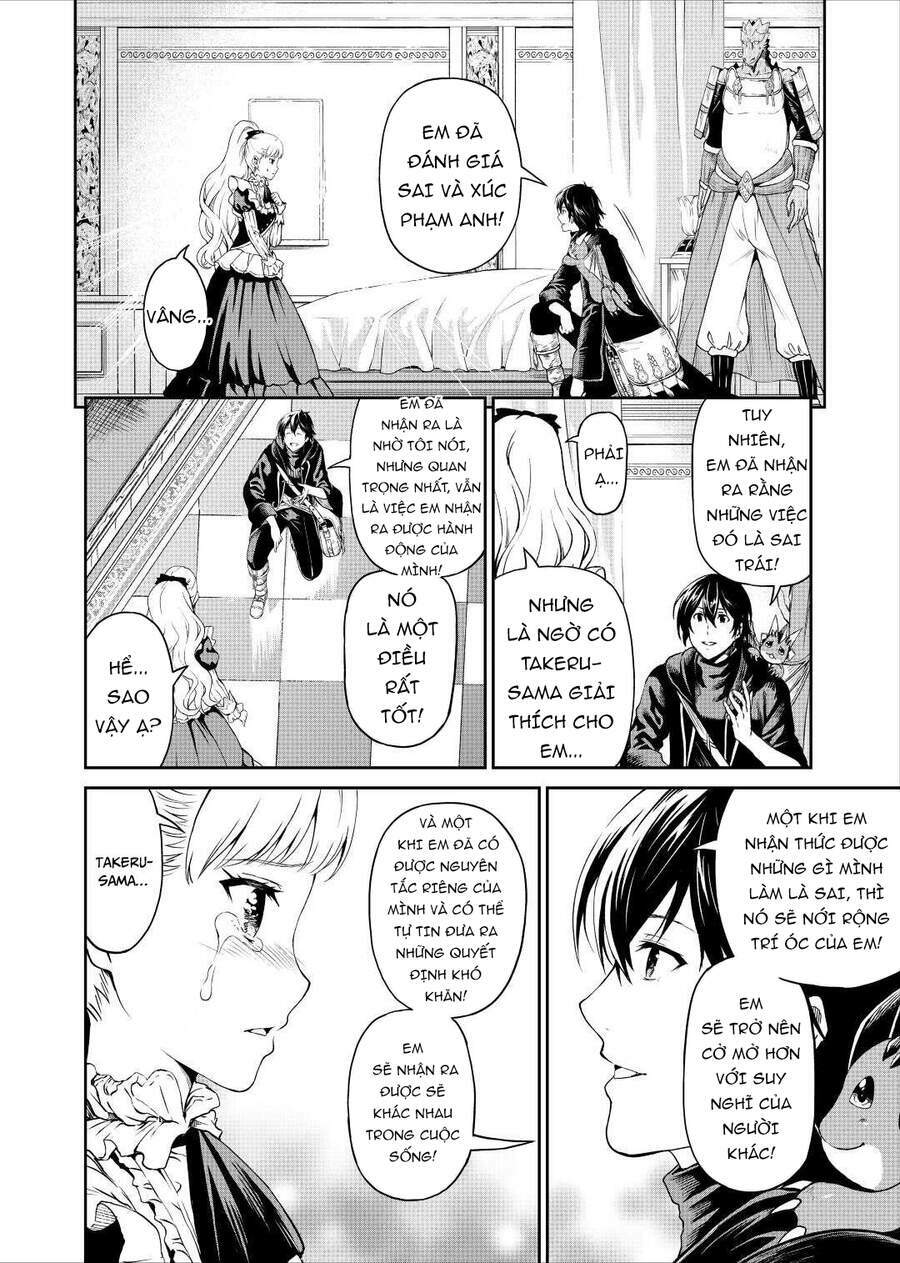 EM ĐÃ
ĐÁNH GIÁ
SAI VÀ XÚC
PHẠM ANH!
VÂNG...
TUY
NHIÊN,
EM ĐÃ NHẬN
RA RẰNG
NHỮNG VIỆC
ĐÓ LÀ SAI
TRÁI!
PHẢI
Ạ...
NHƯNG
LÀ NGỜ CÓ
TAKERU-
SAMA GIẢI
THÍCH CHO
EM...
EM ĐÃ
NHẬN RA LÀ
NHỜ TÔI NÓI,
NHƯNG QUAN
TRỌNG NHẤT, VẪN
LÀ VIỆC EM NHẬN
RA ĐƯỢC HÀNH
ĐỘNG CỦA
MÌNH!
NÓ
LÀ MỘT
ĐIỀU
RẤT
TỐT!
HỂ...
SAO
VẬY Ạ?
MỘT KHI EM
NHẬN THỨC ĐƯỢC
NHỮNG GÌ MÌNH
LÀM LÀ SAI, THÌ
NÓ SẼ NỚI RỘNG
TRÍ ÓC CỦA EM!
EM
SẼ TRỞ NÊN
CỞ MỞ HƠN
VỚI SUY
NGHĨ CỦA
NGƯỜI
KHÁC!
VÀ MỘT
KHI EM ĐÃ CÓ
ĐƯỢC NGUYÊN
TẮC RIÊNG CỦA
MÌNH VÀ CÓ THỂ
TỰ TIN ĐƯA RA
NHỮNG QUYẾT
ĐỊNH KHÓ
KHĂN!
EM
SẼ NHẬN RA
ĐƯỢC SẼ
KHÁC NHAU
TRONG CUỘC
SỐNG!
TAKERU-
SAMA...